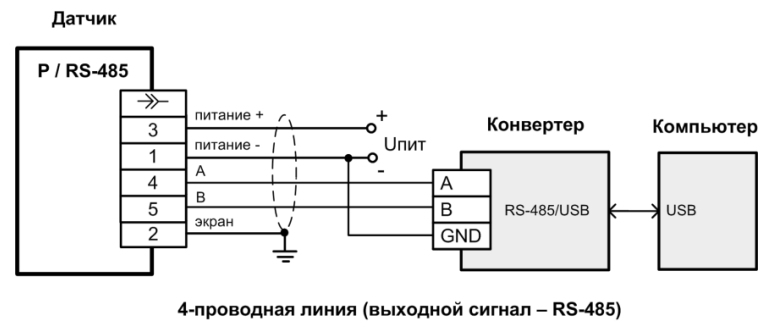 Датчик
P / RS-485
3
1
4
5
2
питание +
питание -
A
B
экран
+
Uпит
-
Конвертер
A
B
GND
RS-485/USB
Компьютер
USB
4-проводная линия (выходной сигнал – RS-485)